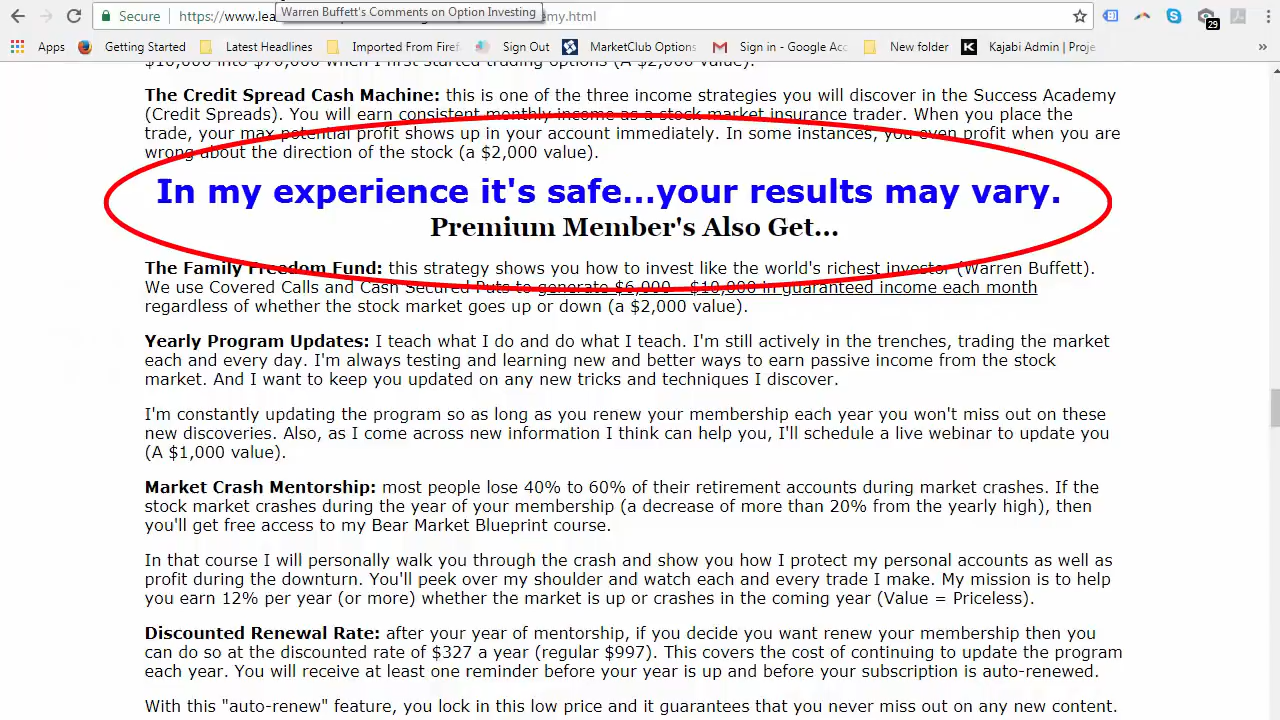 Warren Buffett's Comments on Option Investing
Secure https://www.lea emy.html
29
Apps Getting Started Latest Headlines Imported From Firef Sign Out MarketClub Options M Sign in - Google Acc New folder K Kajabi Admin | Proje »
$10,000 into $70,000 when I first started trading options (A $2,000 value).
The Credit Spread Cash Machine: this is one of the three income strategies you will discover in the Success Academy
(Credit Spreads). You will earn consistent monthly income as a stock market insurance trader. When you place the
trade, your max potential profit shows up in your account immediately. In some instances, you even profit when you are
wrong about the direction of the stock (a $2,000 value).
In my experience it's safe...your results may vary.
Premium Member's Also Get...
The Family Freedom Fund: this strategy shows you how to invest like the world's richest investor (Warren Buffett).
We use Covered Calls and Cash Secured Puts to generate $6,000 - $10,000 in guaranteed income each month
regardless of whether the stock market goes up or down (a $2,000 value).
Yearly Program Updates: I teach what I do and do what I teach. I'm still actively in the trenches, trading the market
each and every day. I'm always testing and learning new and better ways to earn passive income from the stock
market. And I want to keep you updated on any new tricks and techniques I discover.
I'm constantly updating the program so as long as you renew your membership each year you won't miss out on these
new discoveries. Also, as I come across new information I think can help you, I'll schedule a live webinar to update you
(A $1,000 value).
Market Crash Mentorship: most people lose 40% to 60% of their retirement accounts during market crashes. If the
stock market crashes during the year of your membership (a decrease of more than 20% from the yearly high), then
you'll get free access to my Bear Market Blueprint course.
In that course I will personally walk you through the crash and show you how I protect my personal accounts as well as
profit during the downturn. You'll peek over my shoulder and watch each and every trade I make. My mission is to help
you earn 12% per year (or more) whether the market is up or crashes in the coming year (Value = Priceless).
Discounted Renewal Rate: after your year of mentorship, if you decide you want renew your membership then you
can do so at the discounted rate of $327 a year (regular $997). This covers the cost of continuing to update the program
each year. You will receive at least one reminder before your year is up and before your subscription is auto-renewed.
With this "auto-renew" feature, you lock in this low price and it guarantees that you never miss out on any new content.